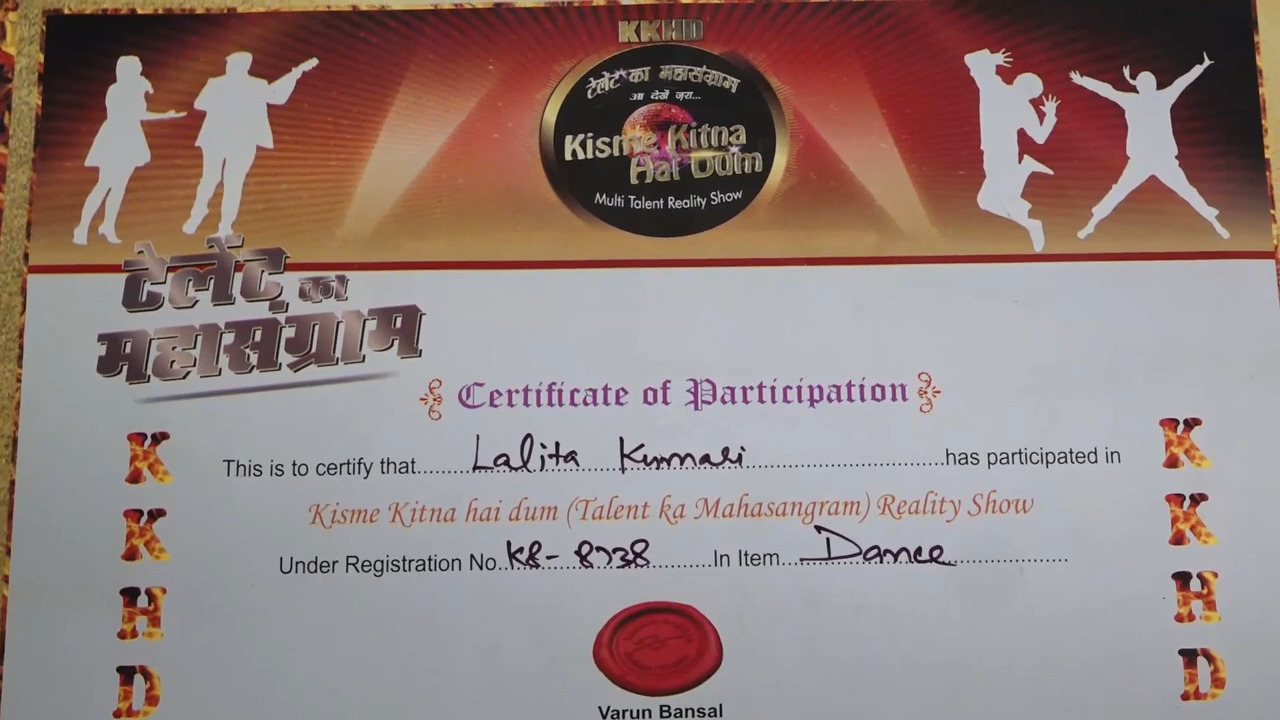 KKHD
टेलेंट का महासंग्राम
आ देखें ज़रा...
Kisme Kitna
Hai Dum
Multi Talent Reality Show
टेलेंट का
महासंग्राम
Certificate of Participation
This is to certify that......Lalita Kumari......has participated in
Kisme Kitna hai dum (Talent ka Mahasangram) Reality Show
Under Registration No...K8-8738......In Item...Dance......
K K H D
K K H D
Varun Bansal